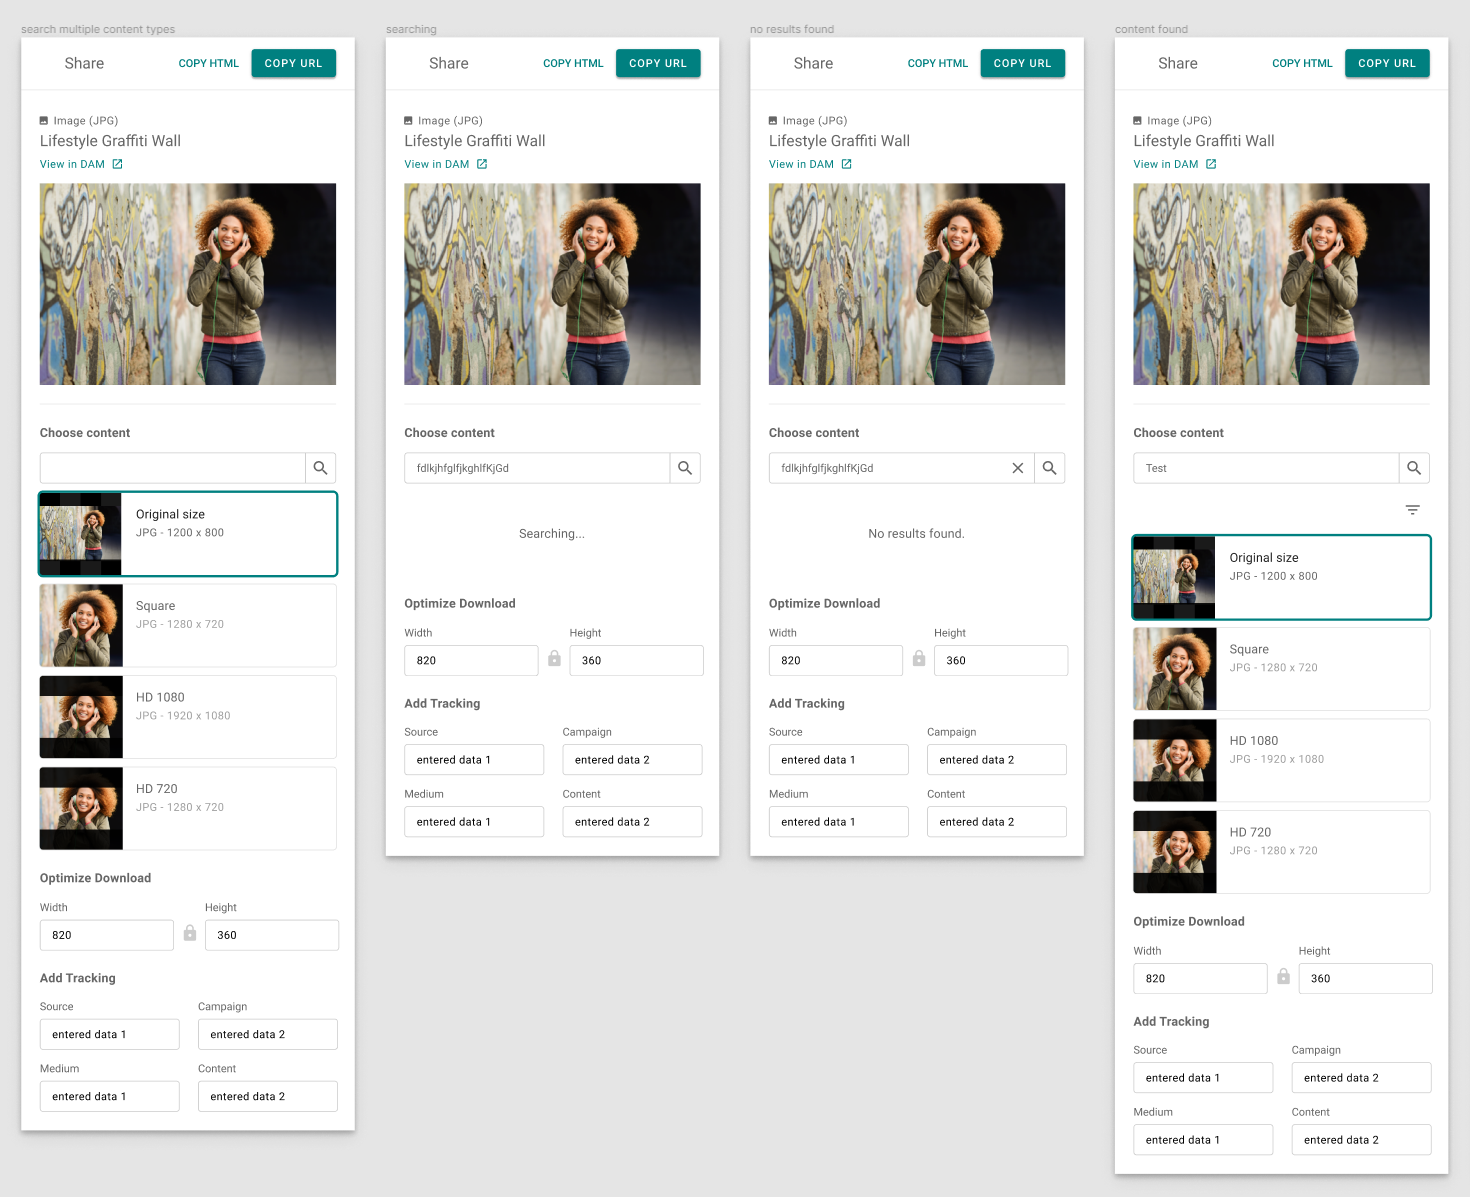 search multiple content types
Share COPY HTML COPY URL
Image (JPG)
Lifestyle Graffiti Wall
View in DAM
Choose content
Original size
JPG - 1200 x 800
Square
JPG - 1280 x 720
HD 1080
JPG - 1920 x 1080
HD 720
JPG - 1280 x 720
Optimize Download
Width Height
820 360
Add Tracking
Source Campaign
entered data 1 entered data 2
Medium Content
entered data 1 entered data 2
searching
Share COPY HTML COPY URL
Image (JPG)
Lifestyle Graffiti Wall
View in DAM
Choose content
fdlkjhfglfjkghlfKjGd
Searching...
Optimize Download
Width Height
820 360
Add Tracking
Source Campaign
entered data 1 entered data 2
Medium Content
entered data 1 entered data 2
no results found
Share COPY HTML COPY URL
Image (JPG)
Lifestyle Graffiti Wall
View in DAM
Choose content
fdlkjhfglfjkghlfKjGd
No results found.
Optimize Download
Width Height
820 360
Add Tracking
Source Campaign
entered data 1 entered data 2
Medium Content
entered data 1 entered data 2
content found
Share COPY HTML COPY URL
Image (JPG)
Lifestyle Graffiti Wall
View in DAM
Choose content
Test
Original size
JPG - 1200 x 800
Square
JPG - 1280 x 720
HD 1080
JPG - 1920 x 1080
HD 720
JPG - 1280 x 720
Optimize Download
Width Height
820 360
Add Tracking
Source Campaign
entered data 1 entered data 2
Medium Content
entered data 1 entered data 2